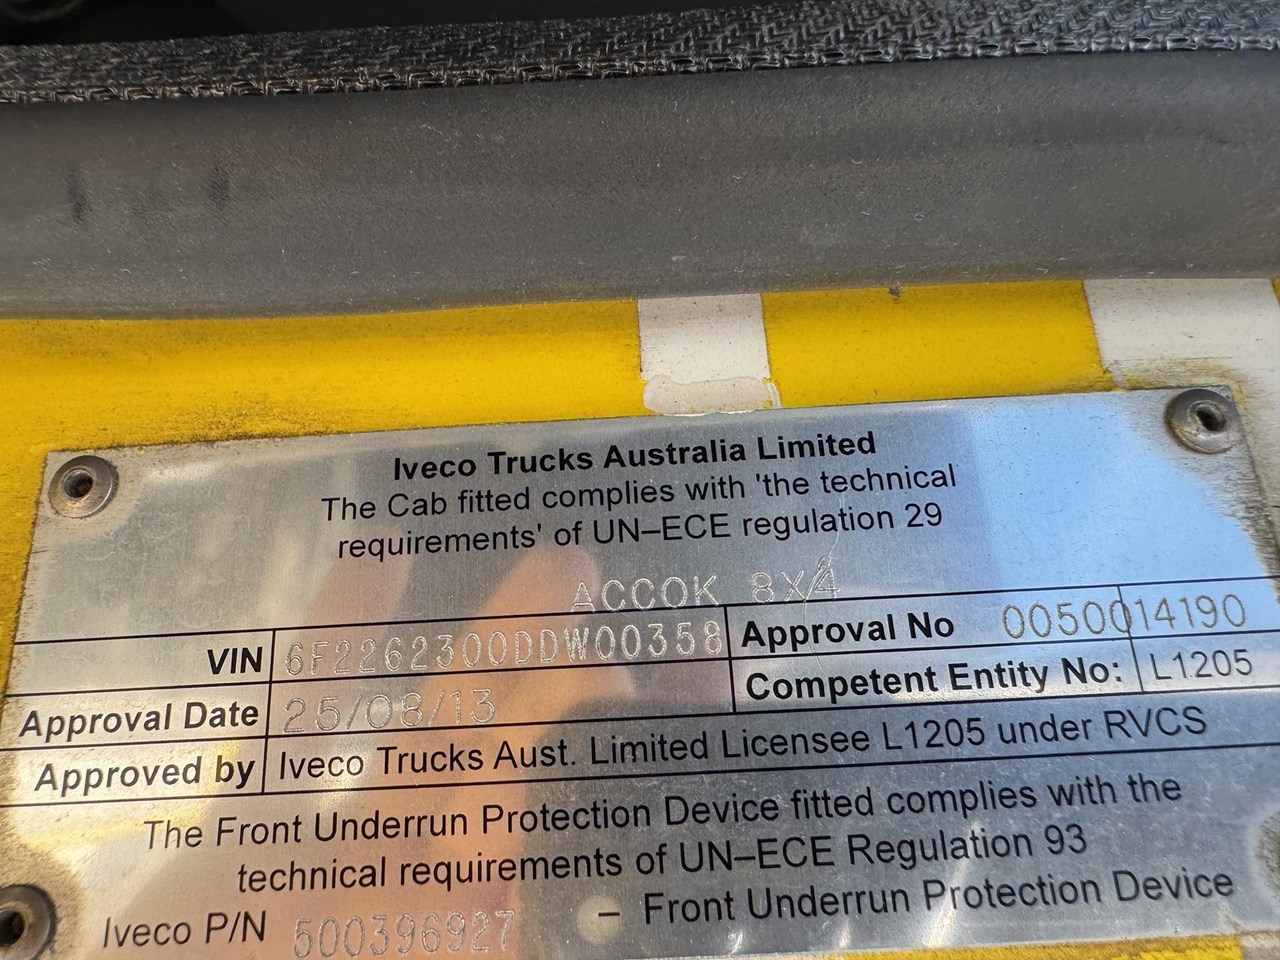 Iveco Trucks Australia Limited
The Cab fitted complies with 'the technical
requirements' of UN–ECE regulation 29
ACCOK 8X4
VIN 6F2262300DDW00358 Approval No 0050014190
Approval Date 25/08/13 Competent Entity No: L1205
Approved by Iveco Trucks Aust. Limited Licensee L1205 under RVCS
The Front Underrun Protection Device fitted complies with the
technical requirements of UN–ECE Regulation 93
Iveco P/N 500396927 – Front Underrun Protection Device